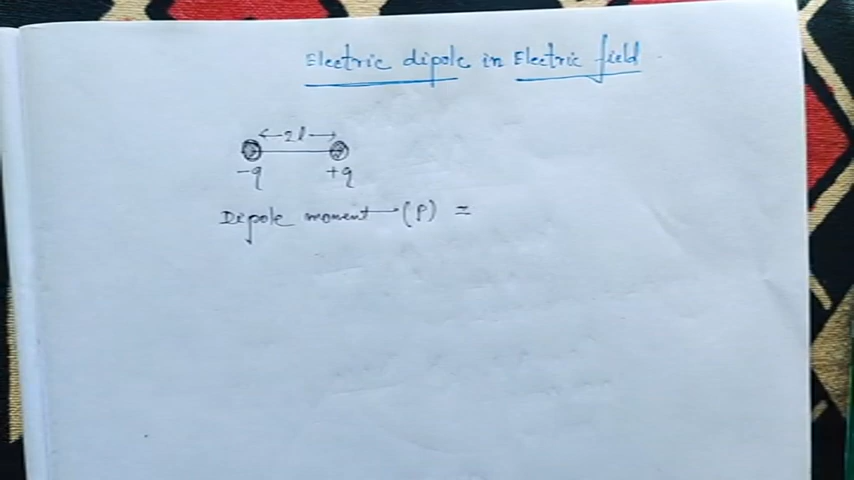 Electric dipole in Electric field
2l
-q +q
Dipole moment (P) =